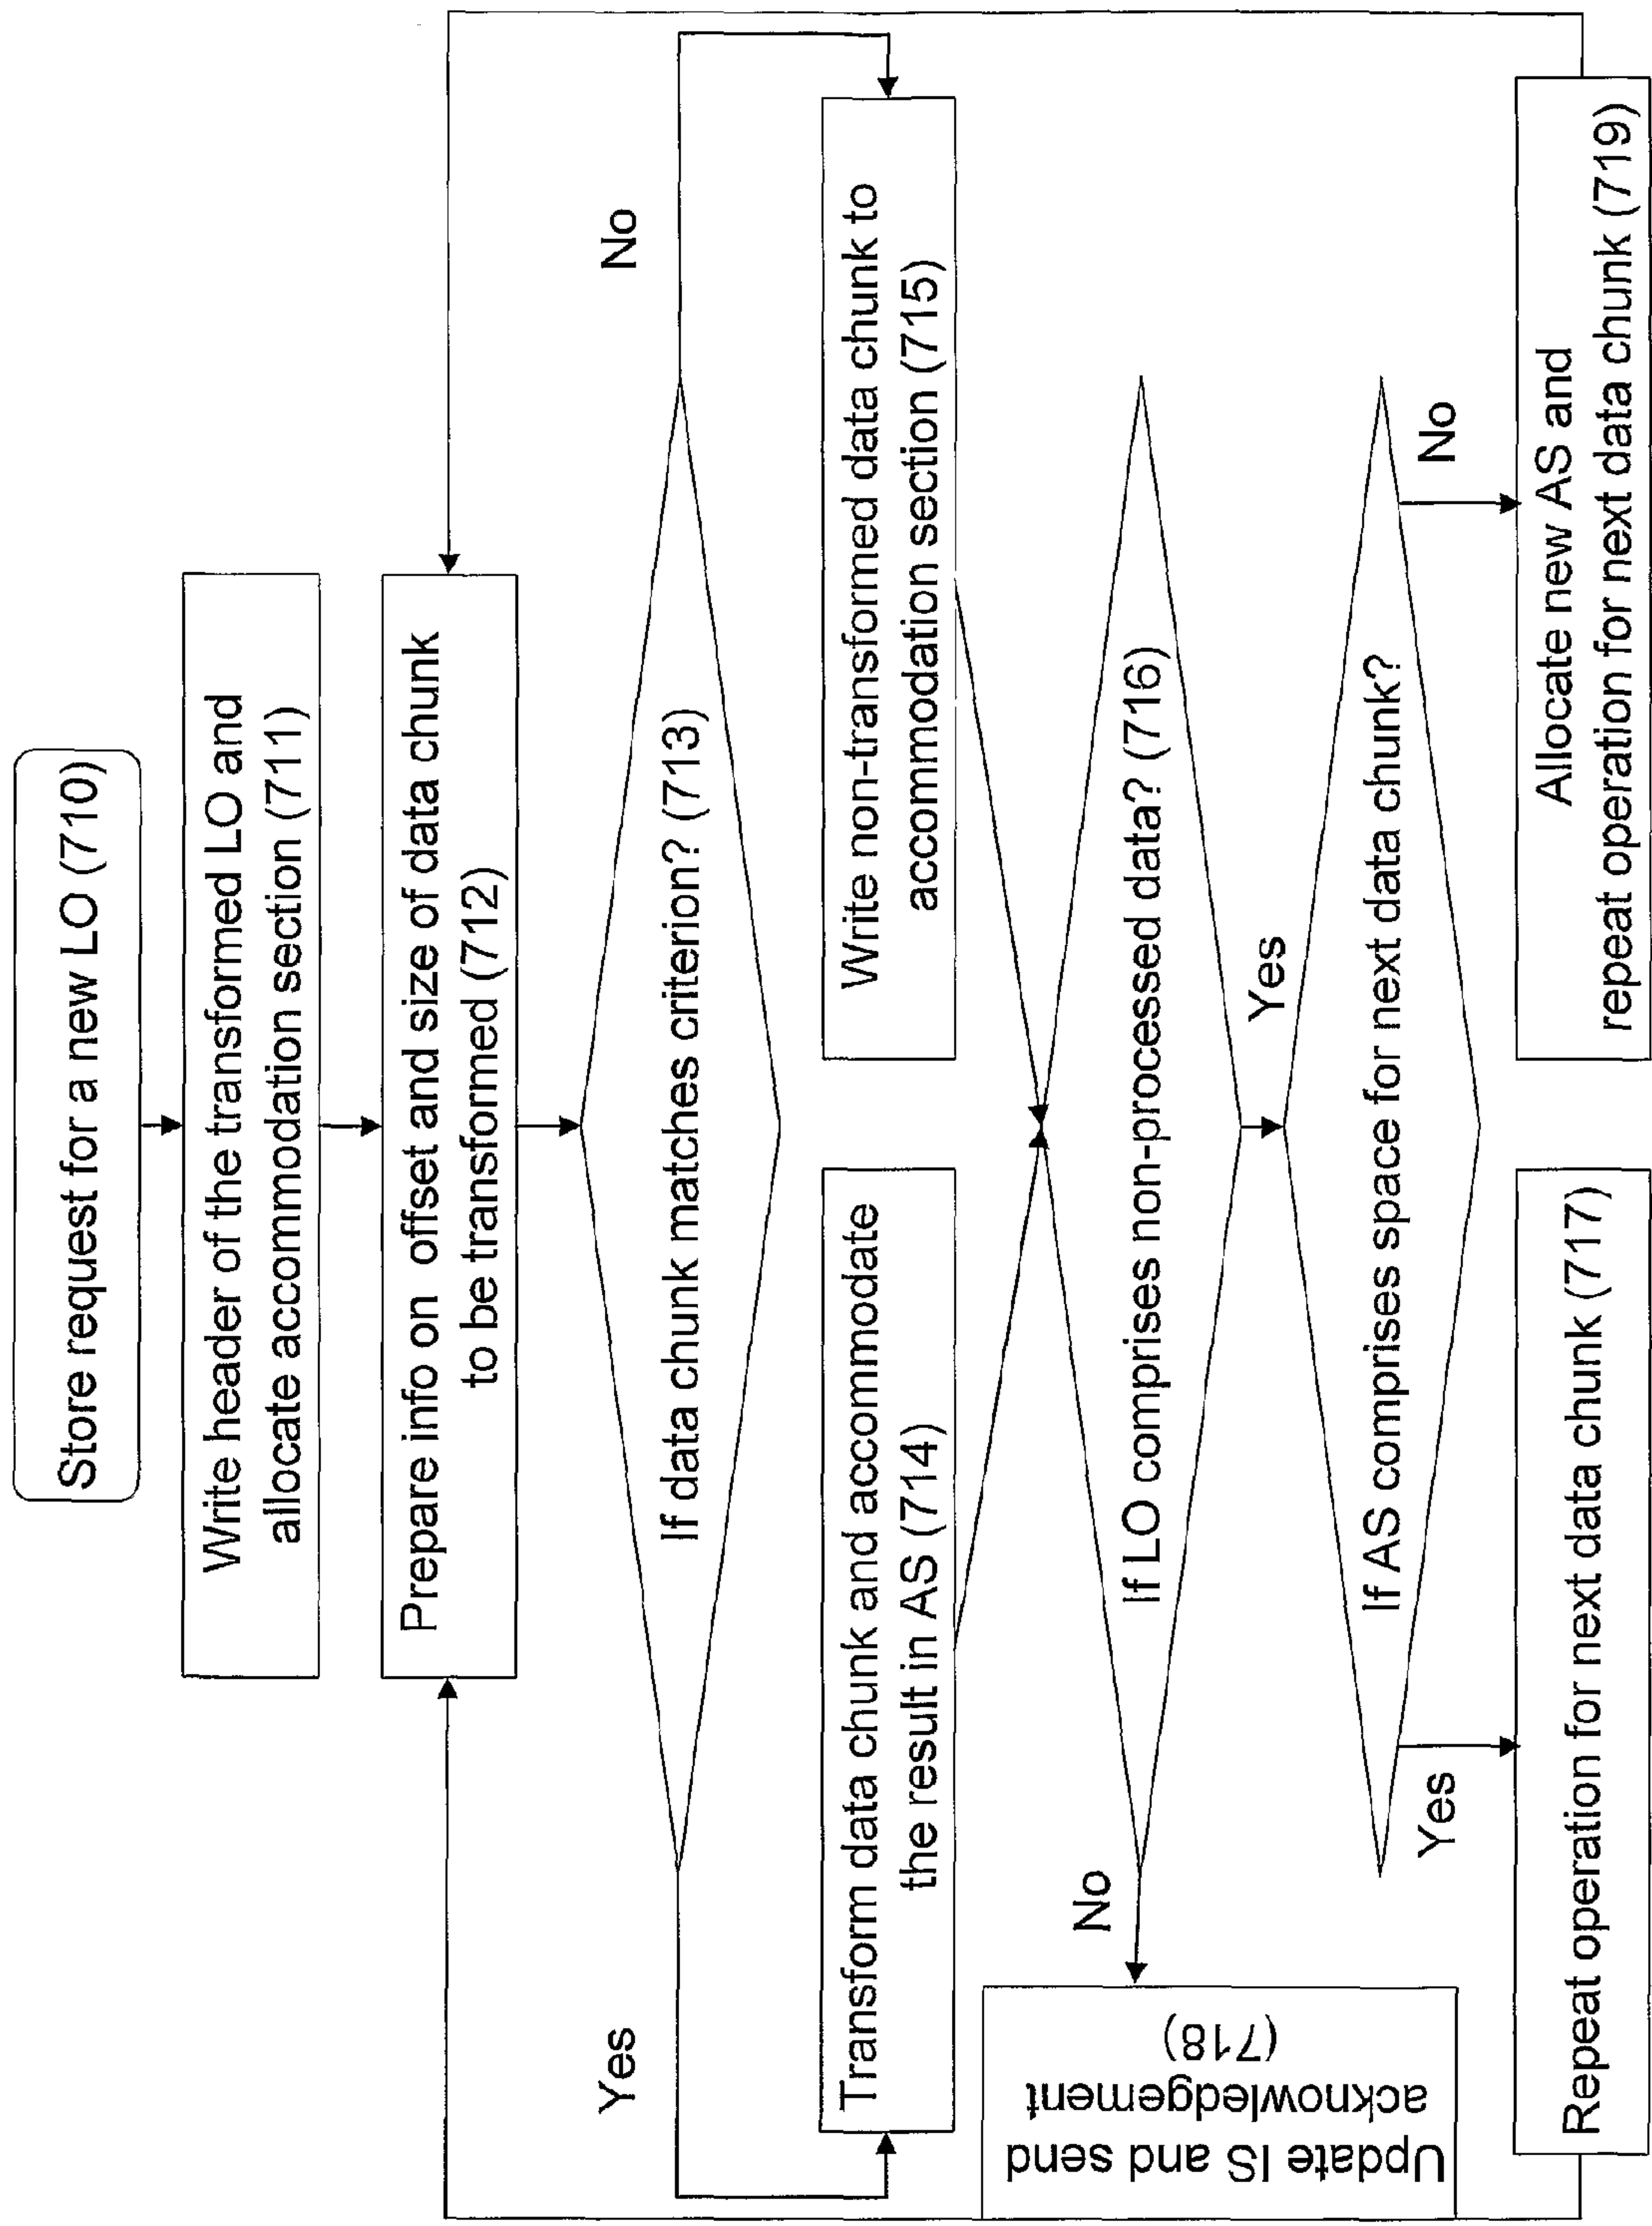 Store request for a new LO (710)
Write header of the transformed LO and
allocate accommodation section (711)
Prepare info on offset and size of data chunk
to be transformed (712)
If data chunk matches criterion? (713)
Yes
No
Transform data chunk and accommodate
the result in AS (714)
Write non-transformed data chunk to
accommodation section (715)
If LO comprises non-processed data? (716)
No
Yes
Update IS and send
acknowledgement
(718)
If AS comprises space for next data chunk?
Yes
No
Repeat operation for next data chunk (717)
Allocate new AS and
repeat operation for next data chunk (719)